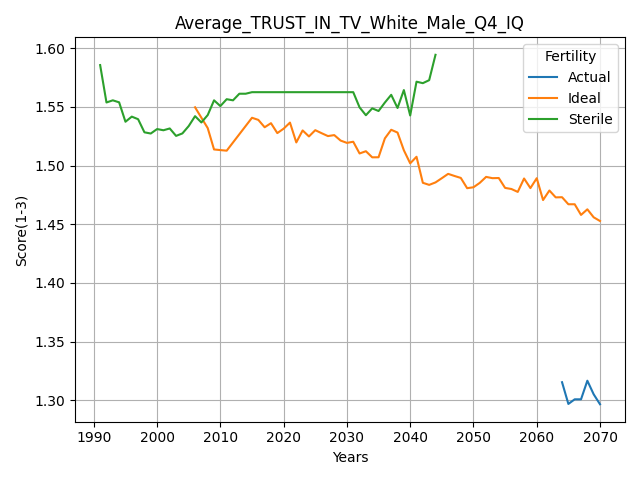 Average_TRUST_IN_TV_White_Male_Q4_IQ
Fertility
Actual
Ideal
Sterile
Score(1-3)
1.60
1.55
1.50
1.45
1.40
1.35
1.30
1990 2000 2010 2020 2030 2040 2050 2060 2070
Years